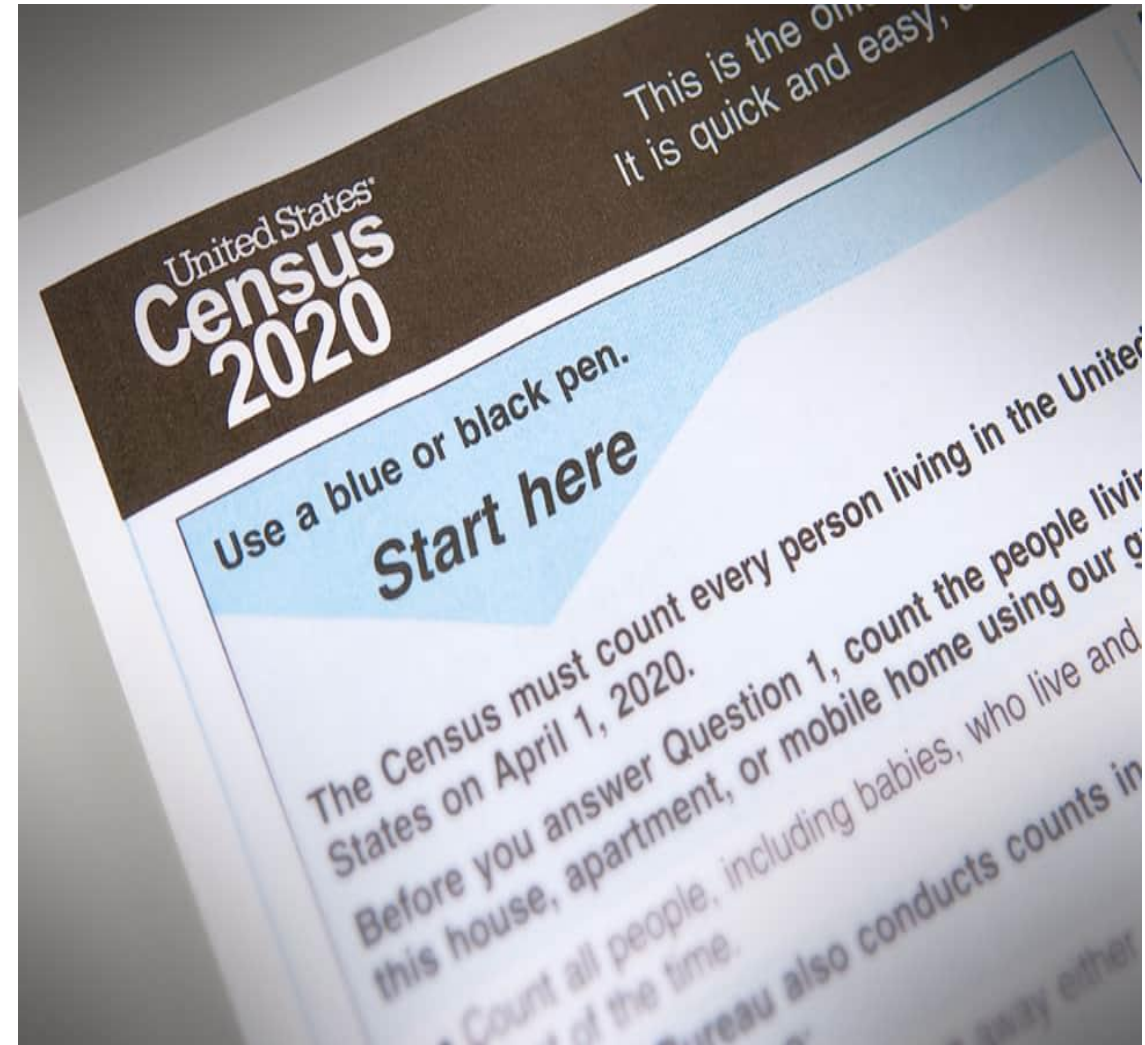 This is the
It is quick and easy,
United States
Census
2020
Use a blue or black pen.
Start here
The Census must count every person living in the United
States on April 1, 2020.
Before you answer Question 1, count the people
this house, apartment, or mobile home using our
Count all people, including babies, who live and
of the time.
Bureau also conducts counts in
away either